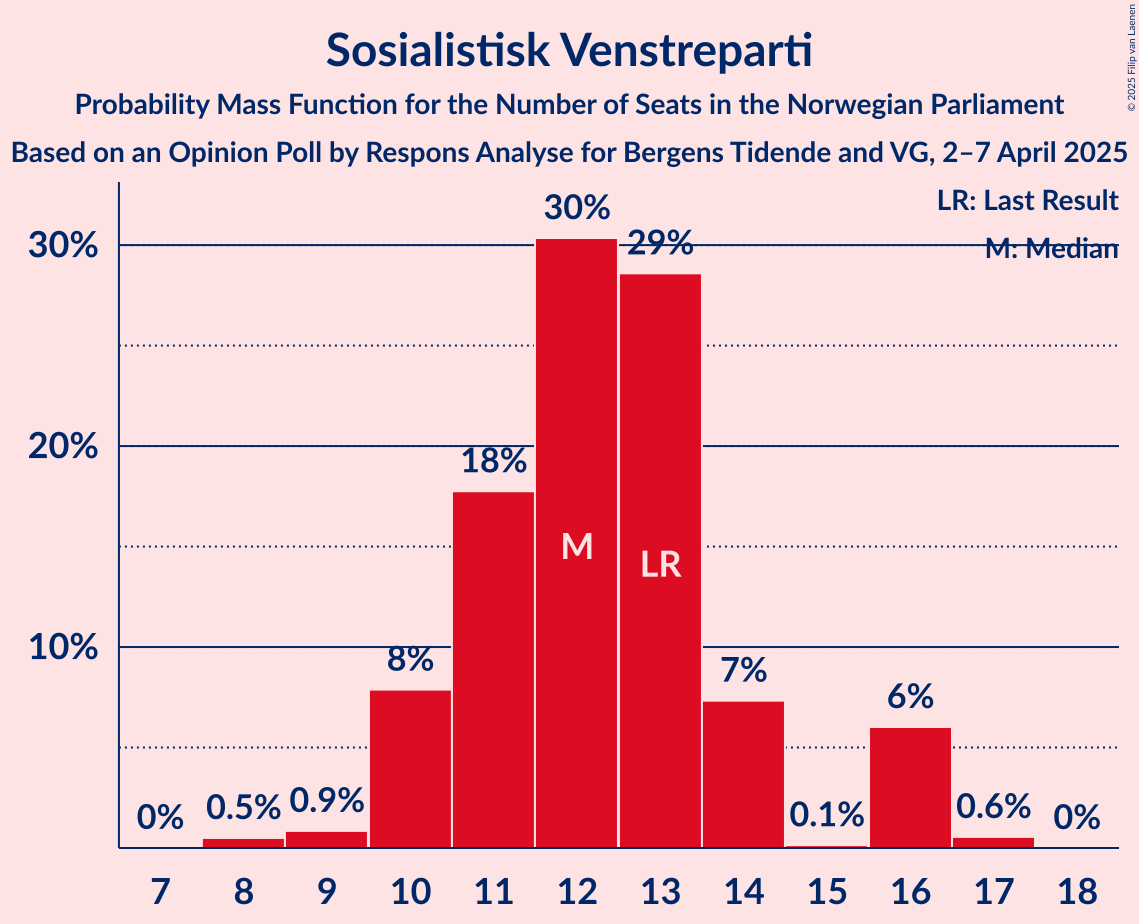 Sosialistisk Venstreparti
Probability Mass Function for the Number of Seats in the Norwegian Parliament
Based on an Opinion Poll by Respons Analyse for Bergens Tidende and VG, 2–7 April 2025
© 2025 Filip van Laenen
LR: Last Result
M: Median
30%
20%
10%
0%
0.5%
0.9%
8%
18%
30%
29%
7%
0.1%
6%
0.6%
0%
M
LR
7 8 9 10 11 12 13 14 15 16 17 18